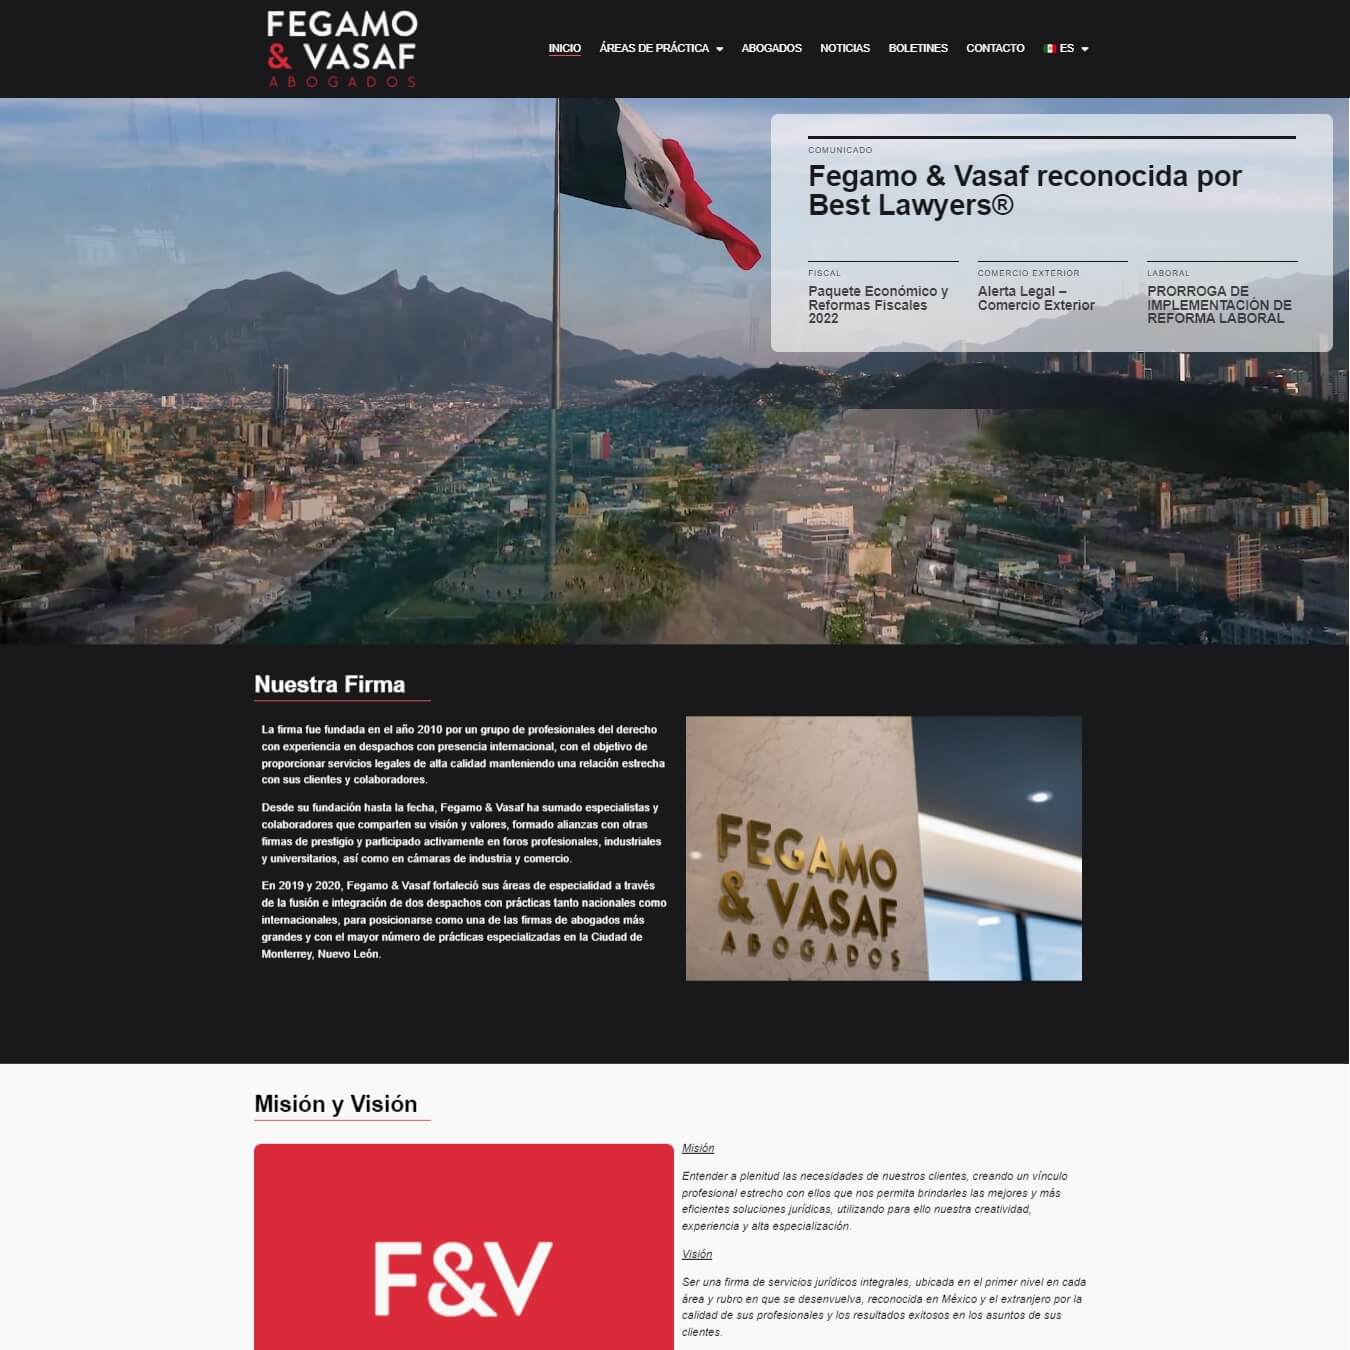 FEGAMO
& VASAF
ABOGADOS
INICIO ÁREAS DE PRÁCTICA ABOGADOS NOTICIAS BOLETINES CONTACTO ES
COMUNICADO
Fegamo & Vasaf reconocida por
Best Lawyers®
FISCAL
Paquete Económico y
Reformas Fiscales
2022
COMERCIO EXTERIOR
Alerta Legal –
Comercio Exterior
LABORAL
PRORROGA DE
IMPLEMENTACIÓN DE
REFORMA LABORAL
Nuestra Firma
La firma fue fundada en el año 2010 por un grupo de profesionales del derecho
con experiencia en despachos con presencia internacional, con el objetivo de
proporcionar servicios legales de alta calidad manteniendo una relación estrecha
con sus clientes y colaboradores.
Desde su fundación hasta la fecha, Fegamo & Vasaf ha sumado especialistas y
colaboradores que comparten su visión y valores, formado alianzas con otras
firmas de prestigio y participado activamente en foros profesionales, industriales
y universitarios, así como en cámaras de industria y comercio.
En 2019 y 2020, Fegamo & Vasaf fortaleció sus áreas de especialidad a través
de la fusión e integración de dos despachos con prácticas tanto nacionales como
internacionales, para posicionarse como una de las firmas de abogados más
grandes y con el mayor número de prácticas especializadas en la Ciudad de
Monterrey, Nuevo León.
FEGAMO
& VASAF
ABOGADOS
Misión y Visión
F&V
Misión
Entender a plenitud las necesidades de nuestros clientes, creando un vínculo
profesional estrecho con ellos que nos permita brindarles las mejores y más
eficientes soluciones jurídicas, utilizando para ello nuestra creatividad,
experiencia y alta especialización.
Visión
Ser una firma de servicios jurídicos integrales, ubicada en el primer nivel en cada
área y rubro en que se desenvuelva, reconocida en México y el extranjero por la
calidad de sus profesionales y los resultados exitosos en los asuntos de sus
clientes.